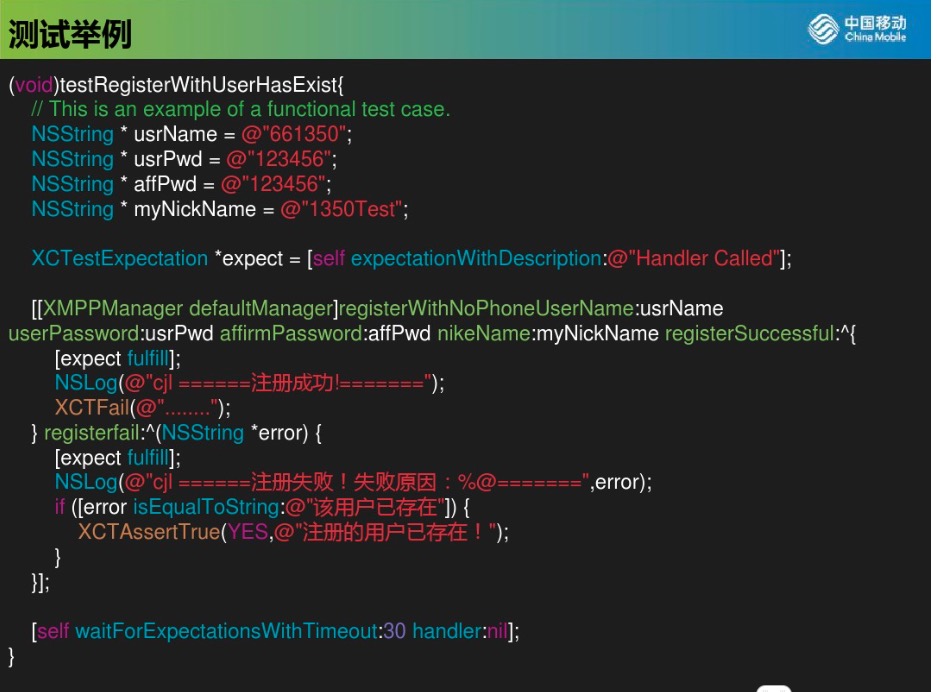 测试举例
中国移动
China Mobile
(void)testRegisterWithUserHasExist{
// This is an example of a functional test case.
NSString * usrName = @"661350";
NSString * usrPwd = @"123456";
NSString * affPwd = @"123456";
NSString * myNickName = @"1350Test";
XCTestExpectation *expect = [self expectationWithDescription:@"Handler Called"];
[[XMPPManager defaultManager]registerWithNoPhoneUserName:usrName
userPassword:usrPwd affirmPassword:affPwd nikeName:myNickName registerSuccessful:^{
[expect fulfill];
NSLog(@"cjl ======注册成功!=======");
XCTFail(@"........");
} registerfail:^(NSString *error) {
[expect fulfill];
NSLog(@"cjl ======注册失败！失败原因：%@=======",error);
if ([error isEqualToString:@"该用户已存在"]) {
XCTAssertTrue(YES,@"注册的用户已存在！");
}
}];
[self waitForExpectationsWithTimeout:30 handler:nil];
}